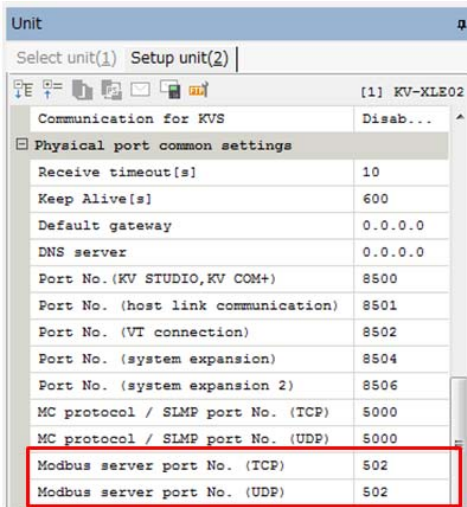 Unit
Select unit(1) Setup unit(2)
[1] KV-XLE02
Communication for KVS Disab...
Physical port common settings
Receive timeout[s] 10
Keep Alive[s] 600
Default gateway 0.0.0.0
DNS server 0.0.0.0
Port No.(KV STUDIO,KV COM+) 8500
Port No. (host link communication) 8501
Port No. (VT connection) 8502
Port No. (system expansion) 8504
Port No. (system expansion 2) 8506
MC protocol / SLMP port No. (TCP) 5000
MC protocol / SLMP port No. (UDP) 5000
Modbus server port No. (TCP) 502
Modbus server port No. (UDP) 502